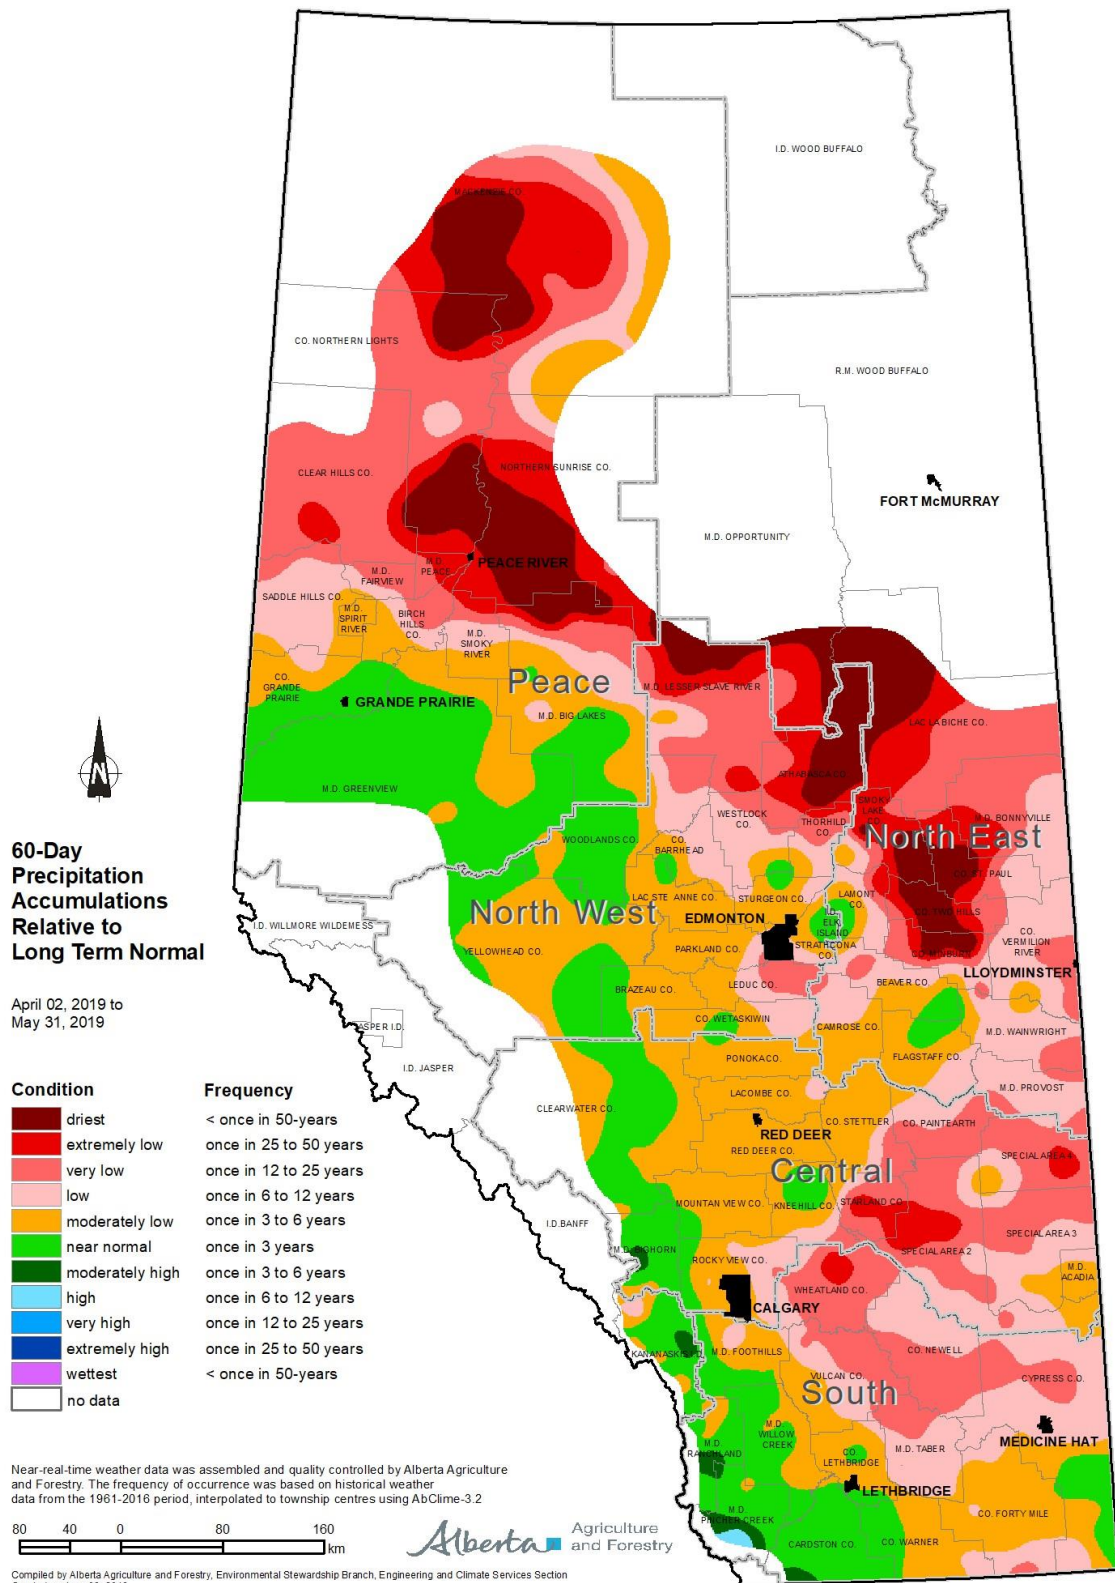 I.D. WOOD BUFFALO
MACKENZIE CO.
CO. NORTHERN LIGHTS
R.M. WOOD BUFFALO
CLEAR HILLS CO.
NORTHERN SUNRISE CO.
FORT McMURRAY
M.D. OPPORTUNITY
PEACE RIVER
M.D.
PEACE
M.D.
FAIRVIEW
SADDLE HILLS CO.
M.D.
SPIRIT
RIVER
BIRCH
HILLS
CO.
M.D.
SMOKY
RIVER
CO.
GRANDE
PRAIRIE
GRANDE PRAIRIE
Peace
M.D. LESSER SLAVE RIVER
M.D. BIG LAKES
LAC LA BICHE CO.
N
M.D. GREENVIEW
ATHABASCA CO.
WESTLOCK
CO.
THORHILD
CO.
SMOKY
LAKE
CO.
M.D. BONNYVILLE
North East
WOODLANDS CO.
CO.
BARRHEAD
CO. ST. PAUL
60-Day
Precipitation
Accumulations
Relative to
Long Term Normal
LAC STE ANNE CO.
STURGEON CO.
LAMONT
CO.
CO. TWO HILLS
North West
EDMONTON
I.D.
ELK
ISLAND
STRATHCONA
CO.
I.D. WILLMORE WILDERNESS
YELLOWHEAD CO.
PARKLAND CO.
CO. MINBURN
CO.
VERMILION
RIVER
LLOYDMINSTER
BRAZEAU CO.
LEDUC CO.
BEAVER CO.
April 02, 2019 to
May 31, 2019
JASPER I.D.
CO. WETASKIWIN
CAMROSE CO.
M.D. WAINWRIGHT
I.D. JASPER
PONOKA CO.
FLAGSTAFF CO.
M.D. PROVOST
CLEARWATER CO.
LACOMBE CO.
RED DEER
CO. STETTLER
CO. PAINTEARTH
RED DEER CO.
SPECIAL AREA 4
Central
MOUNTAN VIEW CO.
KNEEHILL CO.
STARLAND CO.
I.D.BANFF
M.D. BIGHORN
ROCKY VIEW CO.
SPECIAL AREA 2
SPECIAL AREA 3
M.D.
ACADIA
CALGARY
WHEATLAND CO.
KANANASKIS I.D.
M.D. FOOTHILLS
CO. NEWELL
VULCAN CO.
CYPRESS CO.
South
M.D.
WILLOW
CREEK
M.D.
RANCHLAND
CO.
LETHBRIDGE
M.D. TABER
MEDICINE HAT
LETHBRIDGE
M.D.
PINCHER CREEK
CARDSTON CO.
CO. WARNER
CO. FORTY MILE
Condition Frequency
driest < once in 50-years
extremely low once in 25 to 50 years
very low once in 12 to 25 years
low once in 6 to 12 years
moderately low once in 3 to 6 years
near normal once in 3 years
moderately high once in 3 to 6 years
high once in 6 to 12 years
very high once in 12 to 25 years
extremely high once in 25 to 50 years
wettest < once in 50-years
no data
Near-real-time weather data was assembled and quality controlled by Alberta Agriculture
and Forestry. The frequency of occurrence was based on historical weather
data from the 1961-2016 period, interpolated to township centres using AbClime-3.2
80 40 0 80 160
km
Alberta Agriculture
and Forestry
Compiled by Alberta Agriculture and Forestry, Environmental Stewardship Branch, Engineering and Climate Services Section